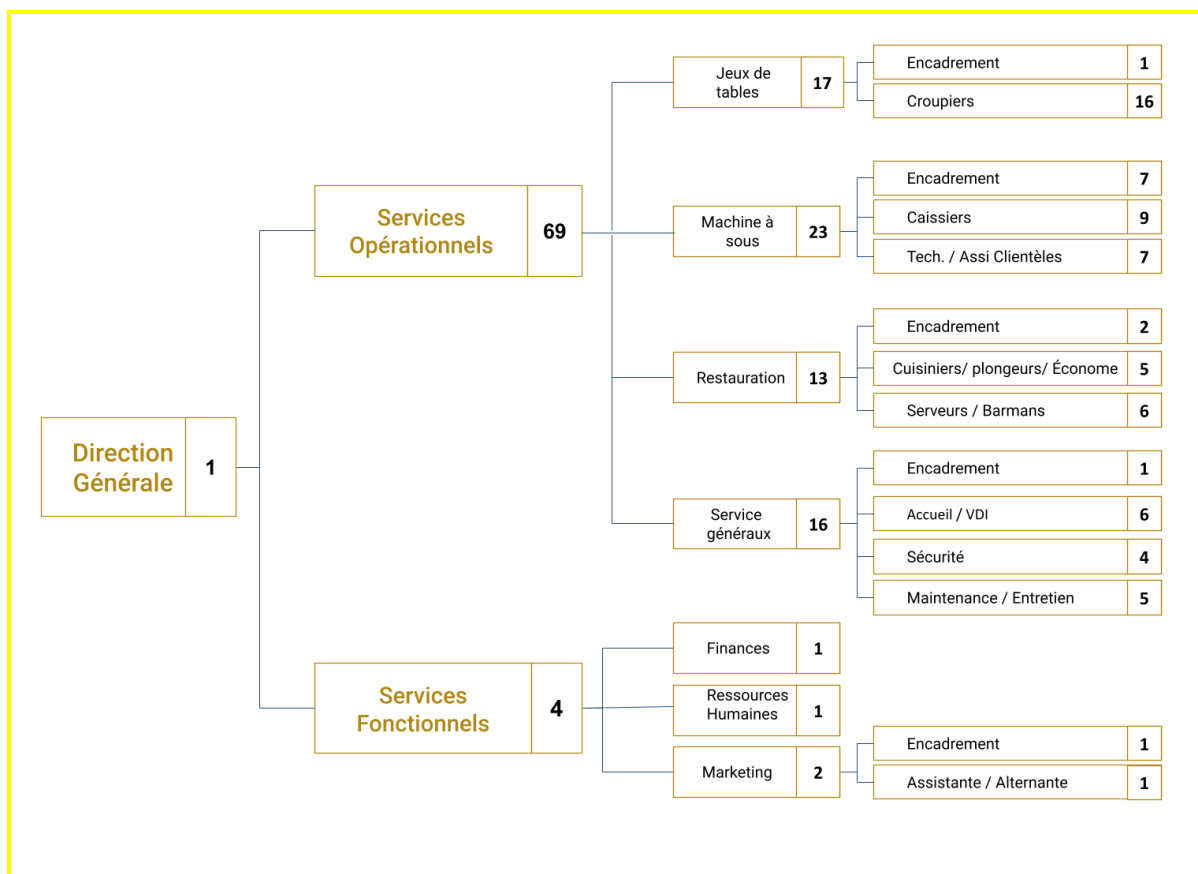 Direction
Générale
1
Services
Opérationnels
69
Jeux de
tables
17
Encadrement
1
Croupiers
16
Machine à
sous
23
Encadrement
7
Caissiers
9
Tech. / Assi Clientèles
7
Restauration
13
Encadrement
2
Cuisiniers/ plongeurs/ Économe
5
Serveurs / Barmans
6
Service
généraux
16
Encadrement
1
Accueil / VDI
6
Sécurité
4
Maintenance / Entretien
5
Services
Fonctionnels
4
Finances
1
Ressources
Humaines
1
Marketing
2
Encadrement
1
Assistante / Alternante
1